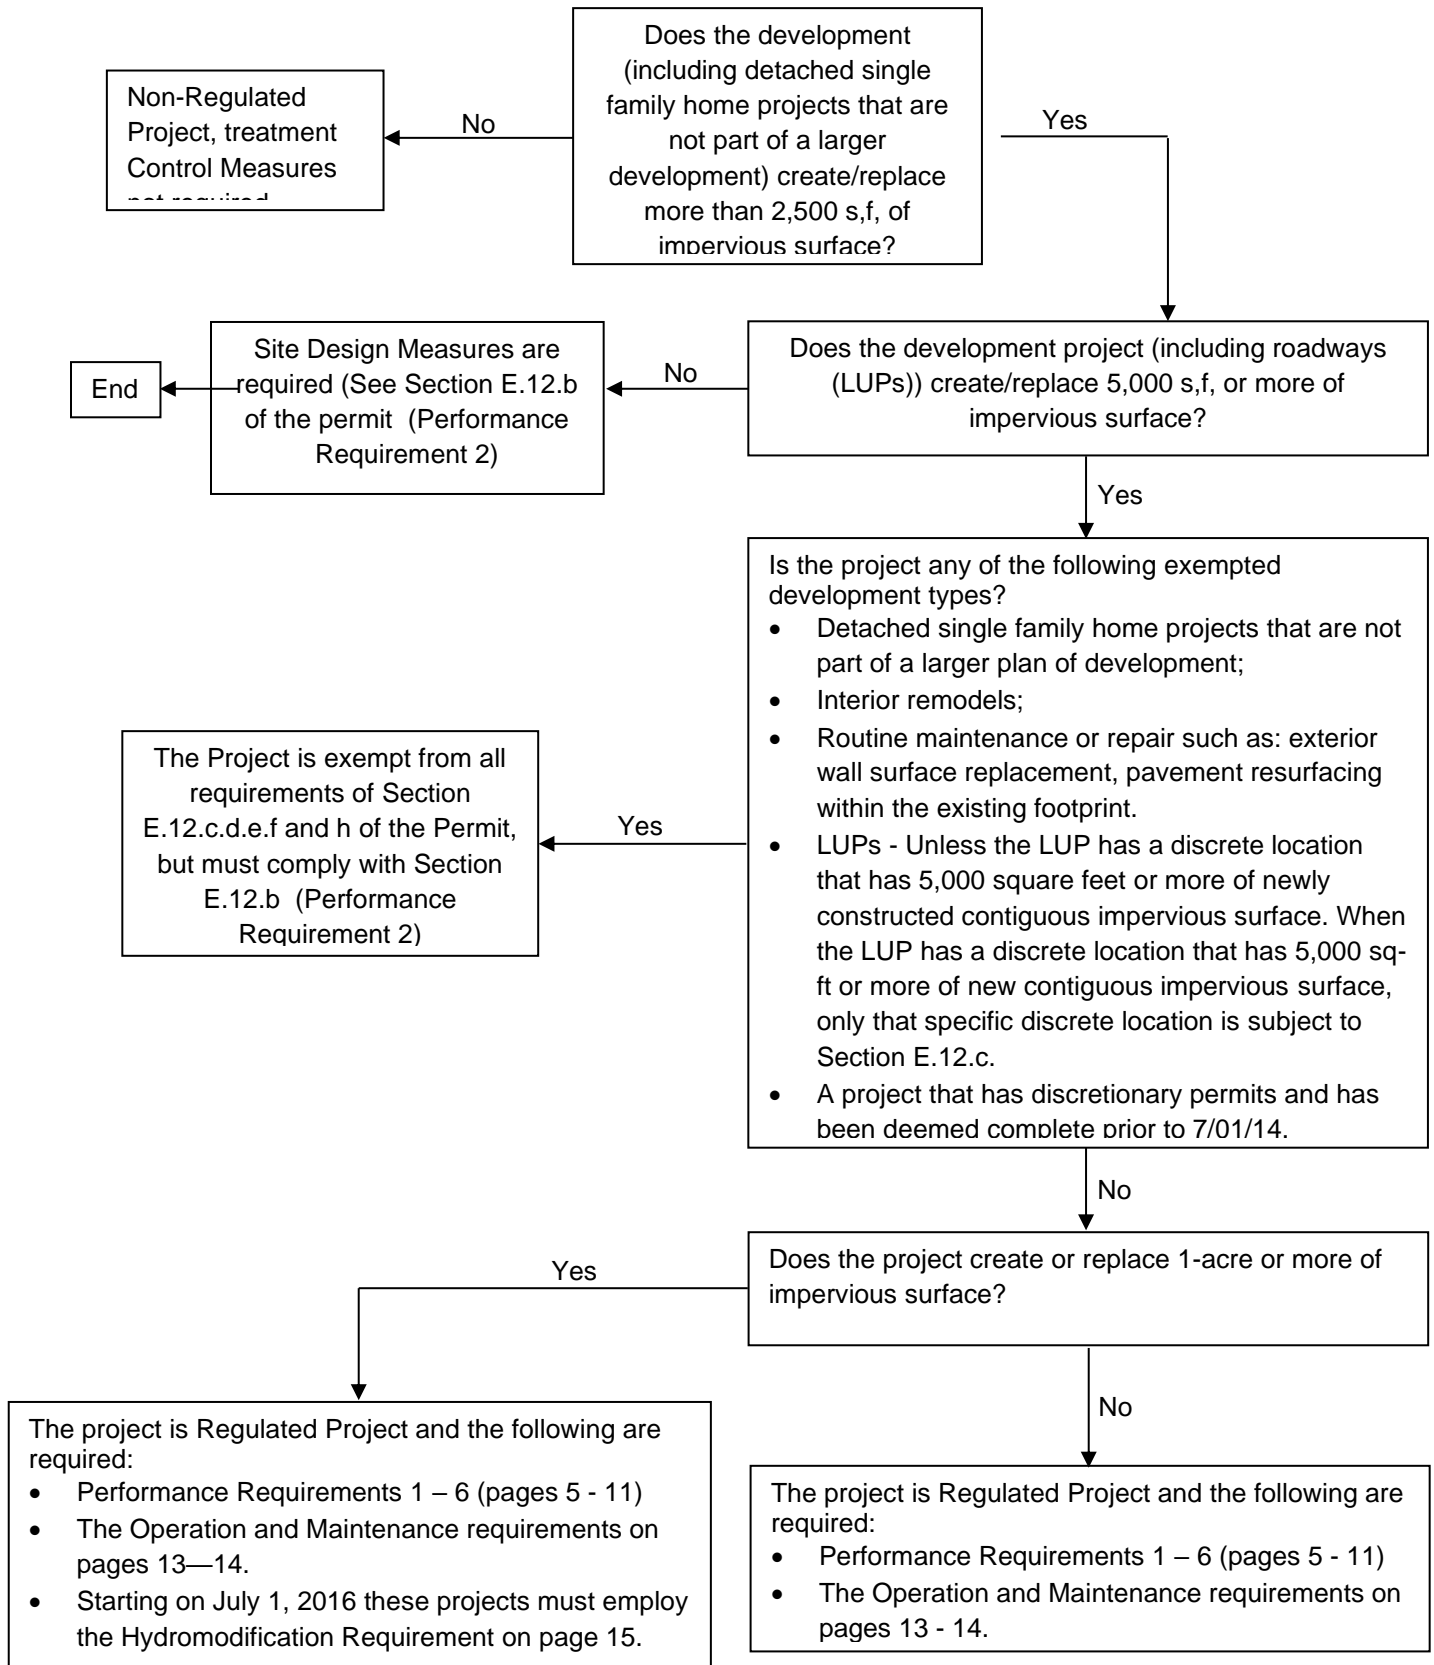 Does the development
(including detached single
family home projects that are
not part of a larger
development) create/replace
more than 2,500 s,f, of
impervious surface?
Non-Regulated
Project, treatment
Control Measures
not required
No
Yes
Does the development project (including roadways
(LUPs)) create/replace 5,000 s,f, or more of
impervious surface?
No
Site Design Measures are
required (See Section E.12.b
of the permit (Performance
Requirement 2)
End
Yes
Is the project any of the following exempted
development types?
• Detached single family home projects that are not
part of a larger plan of development;
• Interior remodels;
• Routine maintenance or repair such as: exterior
wall surface replacement, pavement resurfacing
within the existing footprint.
• LUPs - Unless the LUP has a discrete location
that has 5,000 square feet or more of newly
constructed contiguous impervious surface. When
the LUP has a discrete location that has 5,000 sq-
ft or more of new contiguous impervious surface,
only that specific discrete location is subject to
Section E.12.c.
• A project that has discretionary permits and has
been deemed complete prior to 7/01/14.
Yes
The Project is exempt from all
requirements of Section
E.12.c.d.e.f and h of the Permit,
but must comply with Section
E.12.b (Performance
Requirement 2)
No
Does the project create or replace 1-acre or more of
impervious surface?
Yes
The project is Regulated Project and the following are
required:
• Performance Requirements 1 – 6 (pages 5 - 11)
• The Operation and Maintenance requirements on
pages 13—14.
• Starting on July 1, 2016 these projects must employ
the Hydromodification Requirement on page 15.
No
The project is Regulated Project and the following are
required:
• Performance Requirements 1 – 6 (pages 5 - 11)
• The Operation and Maintenance requirements on
pages 13 - 14.